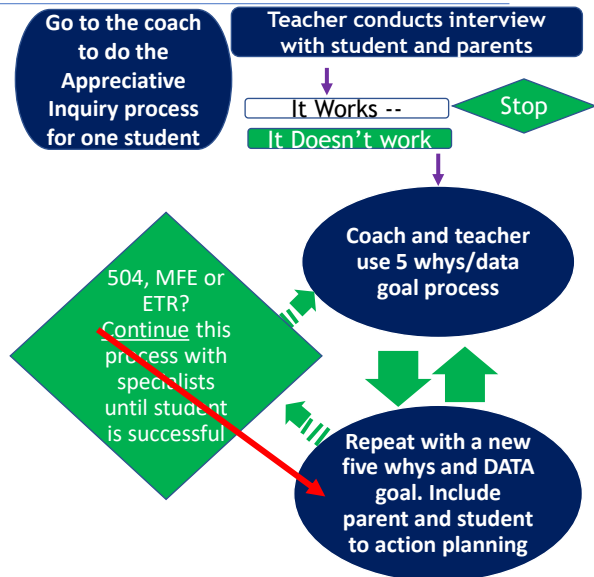 Go to the coach
to do the
Appreciative
Inquiry process
for one student
Teacher conducts interview
with student and parents
It Works --
Stop
It Doesn't work
Coach and teacher
use 5 whys/data
goal process
504, MFE or
ETR?
Continue this
process with
specialists
until student
is successful
Repeat with a new
five whys and DATA
goal. Include
parent and student
to action planning